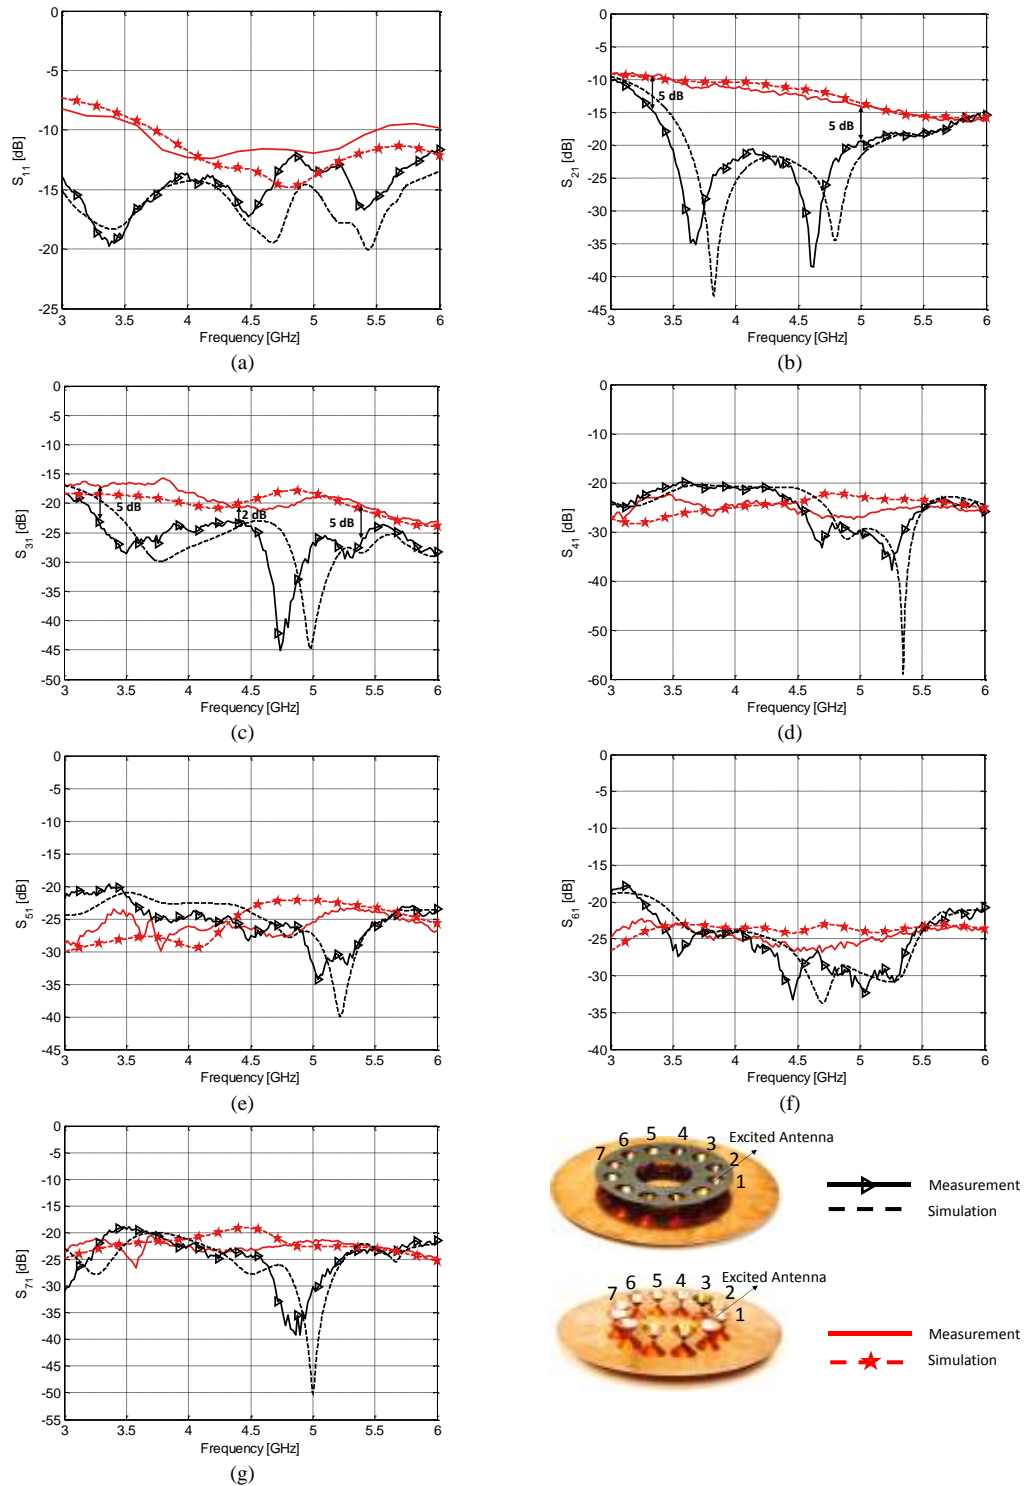 0
-5
-10
-15
-20
-25
S11 [dB]
3 3.5 4 4.5 5 5.5 6
Frequency [GHz]
(a)
0
-5
-10
-15
-20
-25
-30
-35
-40
-45
S21 [dB]
5 dB
5 dB
3 3.5 4 4.5 5 5.5 6
Frequency [GHz]
(b)
0
-5
-10
-15
-20
-25
-30
-35
-40
-45
-50
S31 [dB]
5 dB
12 dB
5 dB
3 3.5 4 4.5 5 5.5 6
Frequency [GHz]
(c)
0
-10
-20
-30
-40
-50
-60
S41 [dB]
3 3.5 4 4.5 5 5.5 6
Frequency [GHz]
(d)
0
-5
-10
-15
-20
-25
-30
-35
-40
-45
S51 [dB]
3 3.5 4 4.5 5 5.5 6
Frequency [GHz]
(e)
0
-5
-10
-15
-20
-25
-30
-35
-40
S61 [dB]
3 3.5 4 4.5 5 5.5 6
Frequency [GHz]
(f)
0
-5
-10
-15
-20
-25
-30
-35
-40
-45
-50
-55
S71 [dB]
3 3.5 4 4.5 5 5.5 6
Frequency [GHz]
(g)
7 6 5 4 3 2 1
Excited Antenna
Measurement
Simulation
7 6 5 4 3 2 1
Excited Antenna
Measurement
Simulation